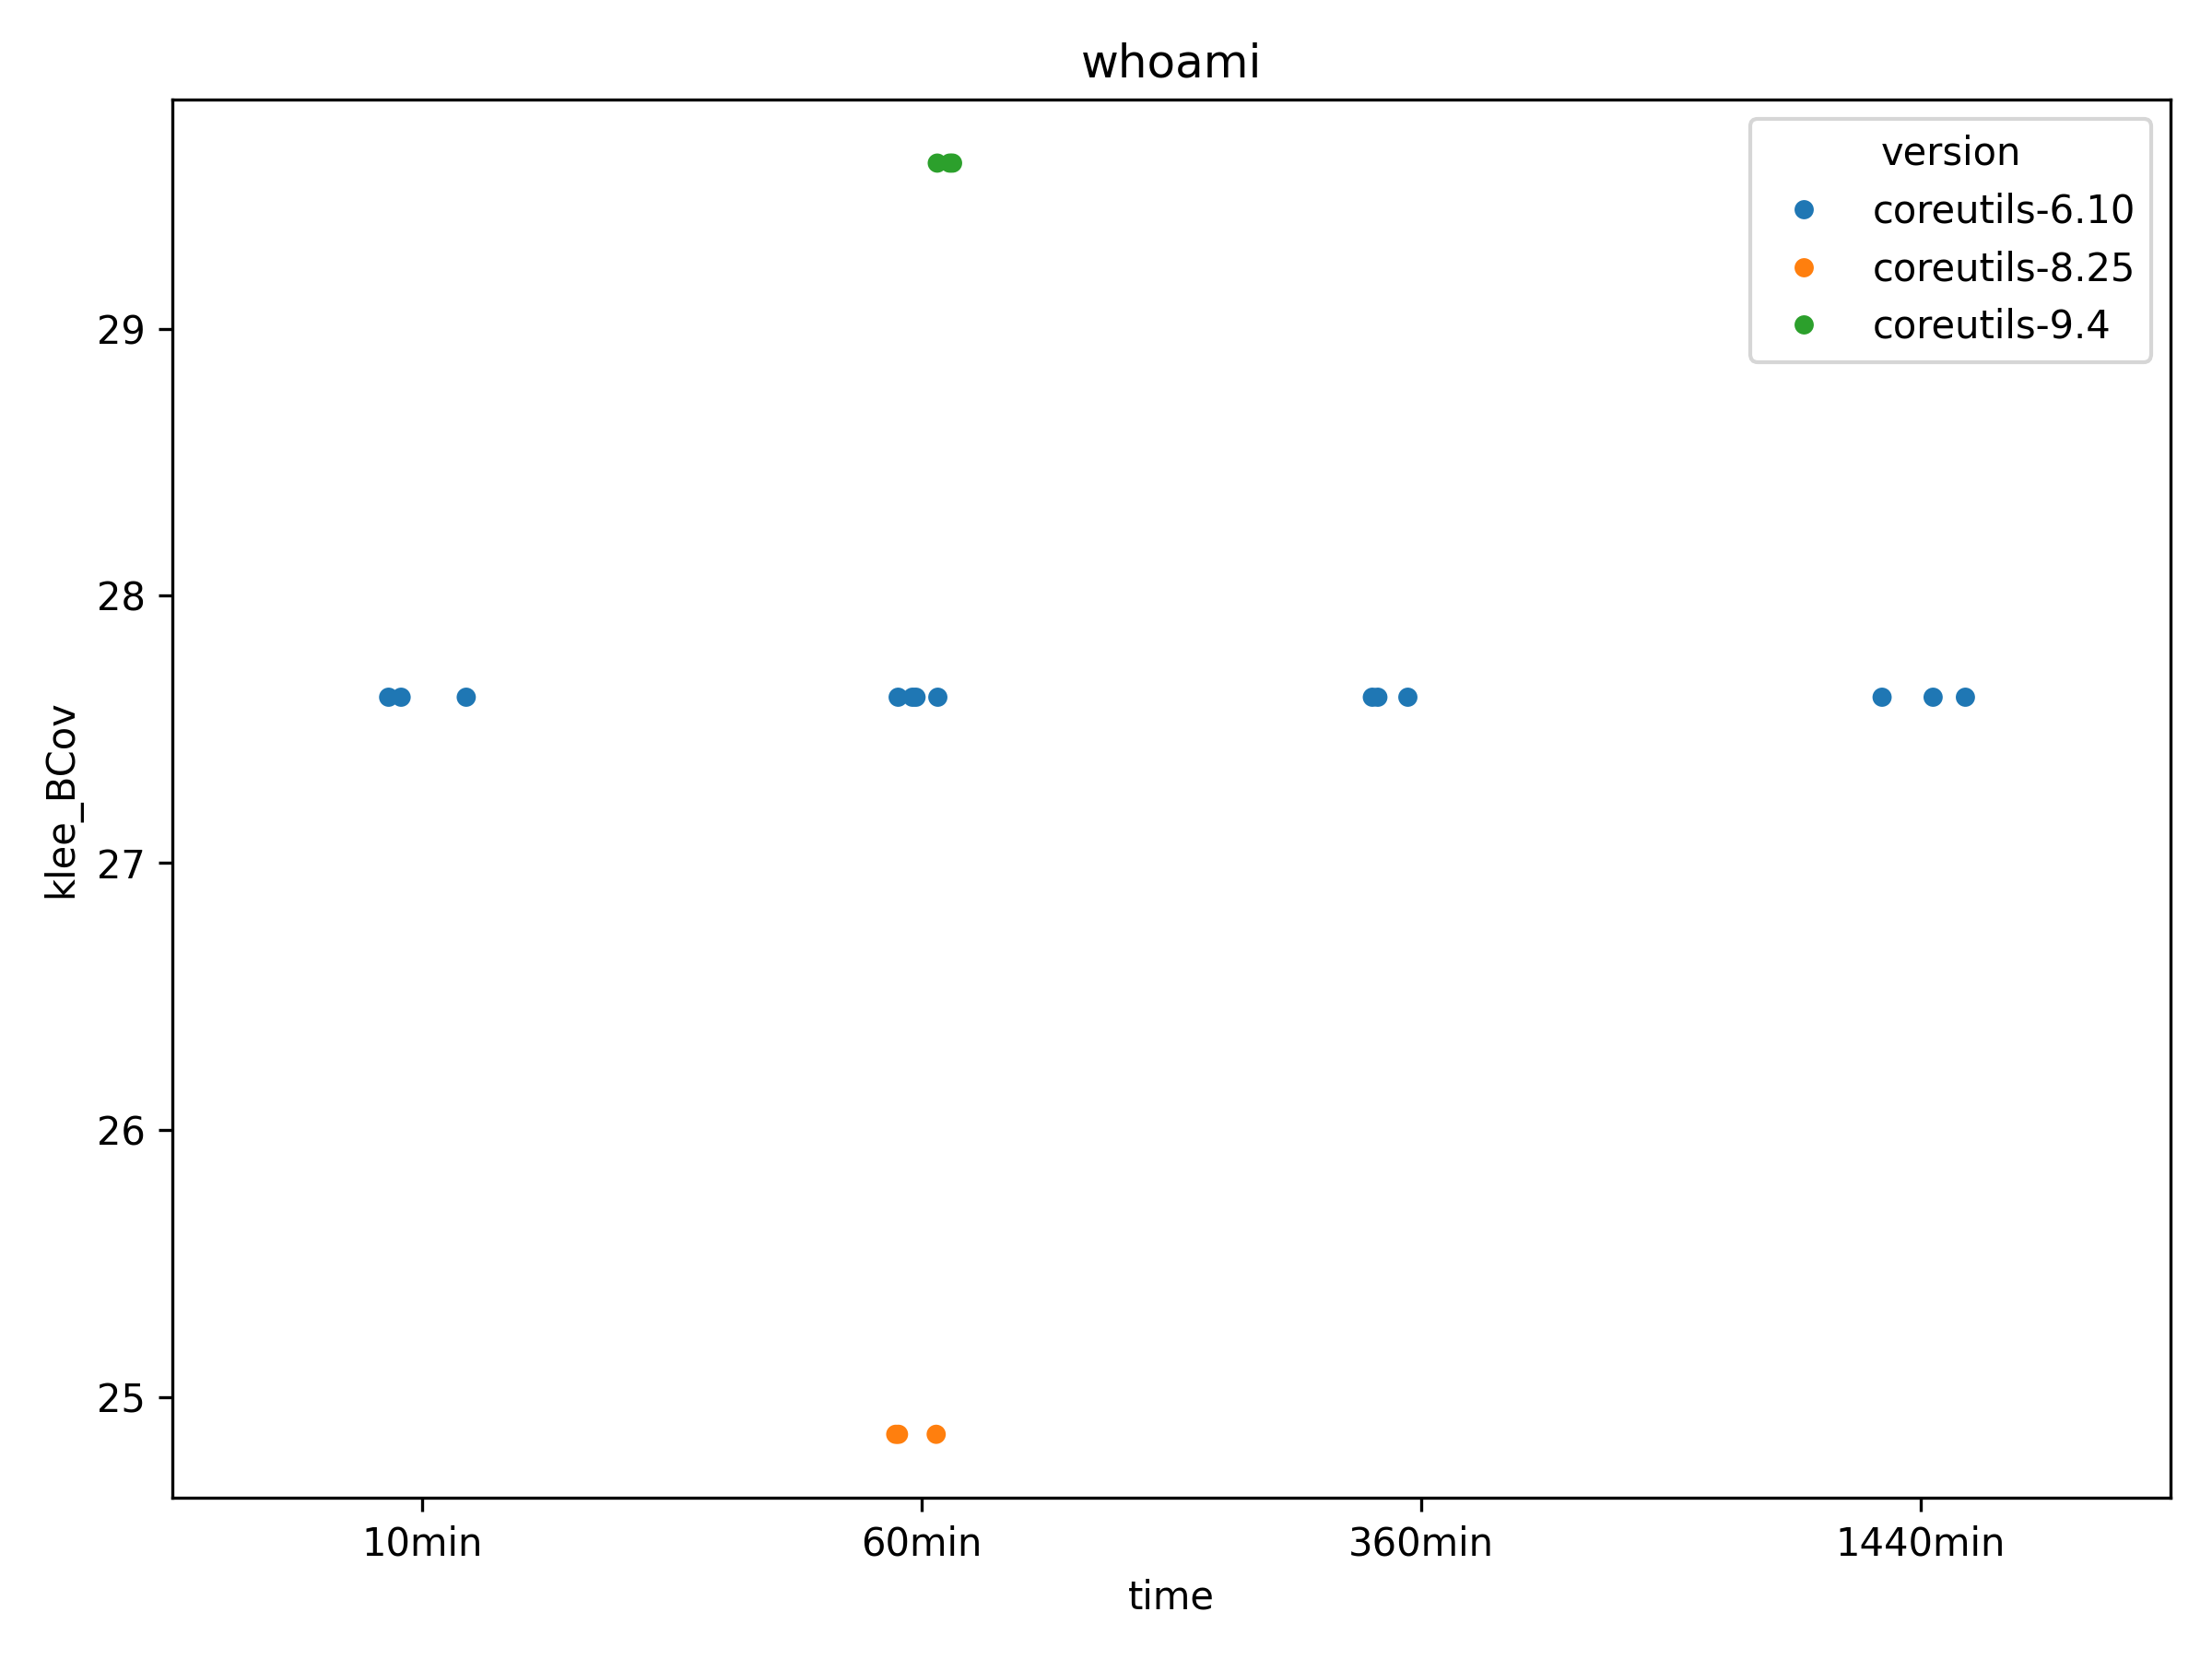 whoami
version
coreutils-6.10
coreutils-8.25
coreutils-9.4
klee_BCov
29
28
27
26
25
10min 60min 360min 1440min
time